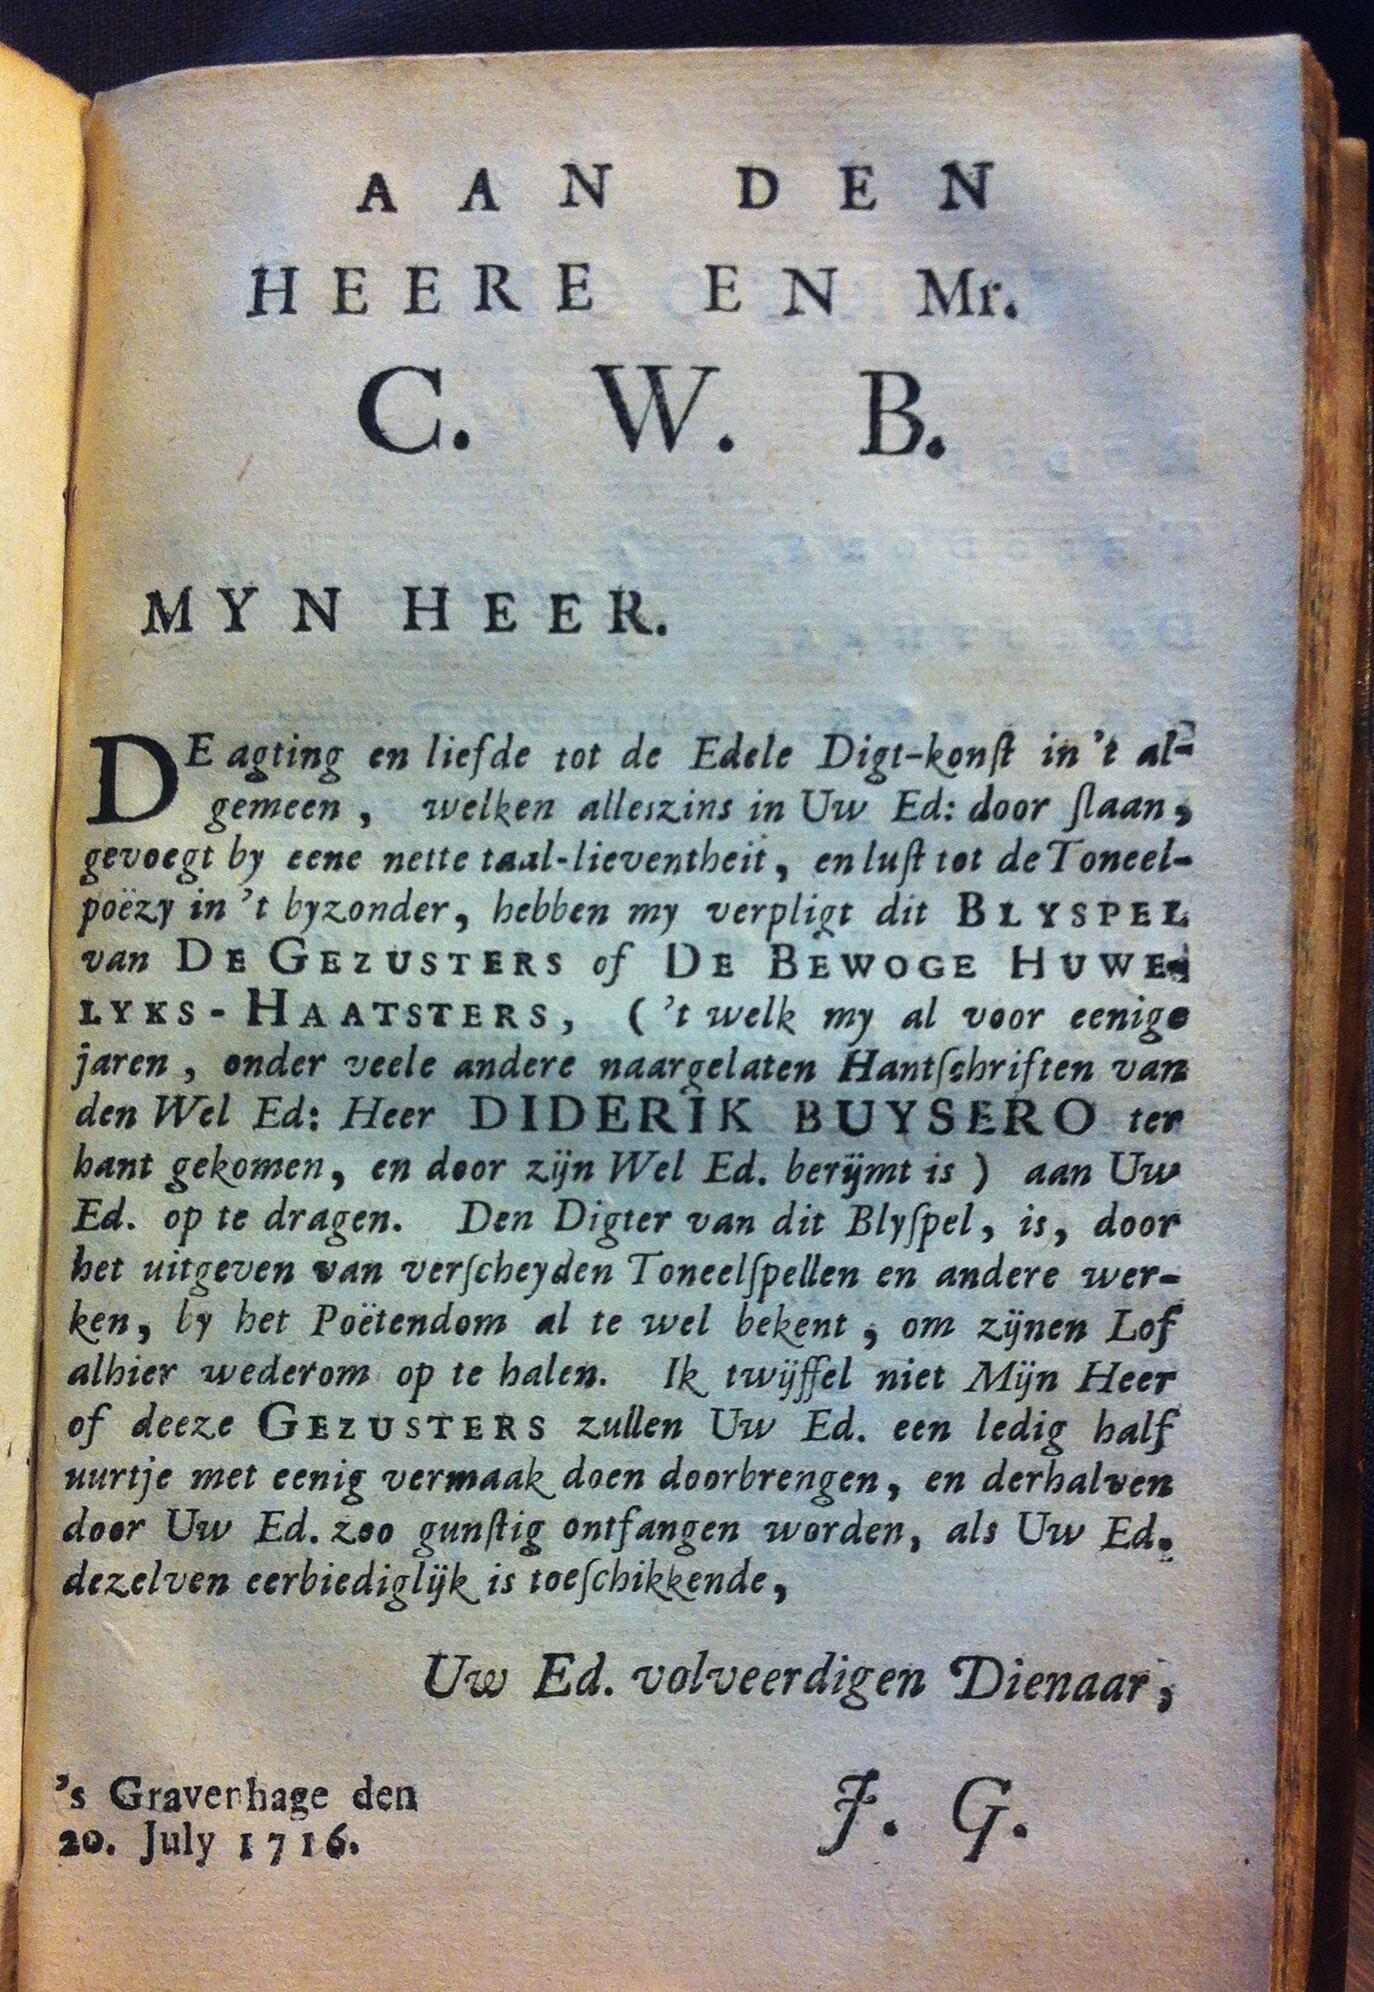 AAN DEN
HEERE EN Mr.
C. W. B.
MYN HEER.
DE agting en liefde tot de Edele Digt-konſt in 't al-
gemeen, welken alleszins in Uw Ed: door ſlaan,
gevoegt by eene nette taal-lieventheit, en luſt tot de Toneel-
poëzy in 't byzonder, hebben my verpligt dit BLYSPEL
van DE GEZUSTERS of DE BEWOGE HUWE-
LYKS-HAATSTERS, ('t welk my al voor eenige
jaren, onder veele andere naargelaten Hantſchriften van
den Wel Ed: Heer DIDERIK BUYSERO ter
hant gekomen, en door zijn Wel Ed. berijmt is) aan Uw
Ed. op te dragen. Den Digter van dit Blyſpel, is, door
het uitgeven van verſcheyden Toneelſpellen en andere wer-
ken, by het Poëtendom al te wel bekent, om zijnen Lof
alhier wederom op te halen. Ik twijffel niet Mijn Heer
of deeze GEZUSTERS zullen Uw Ed. een ledig half
uurtje met eenig vermaak doen doorbrengen, en derhalven
door Uw Ed. zoo gunſtig ontfangen worden, als Uw Ed.
dezelven eerbiediglijk is toeſchikkende,
Uw Ed. volveerdigen Dienaar,
's Gravenhage den
20. July 1716.
J. G.